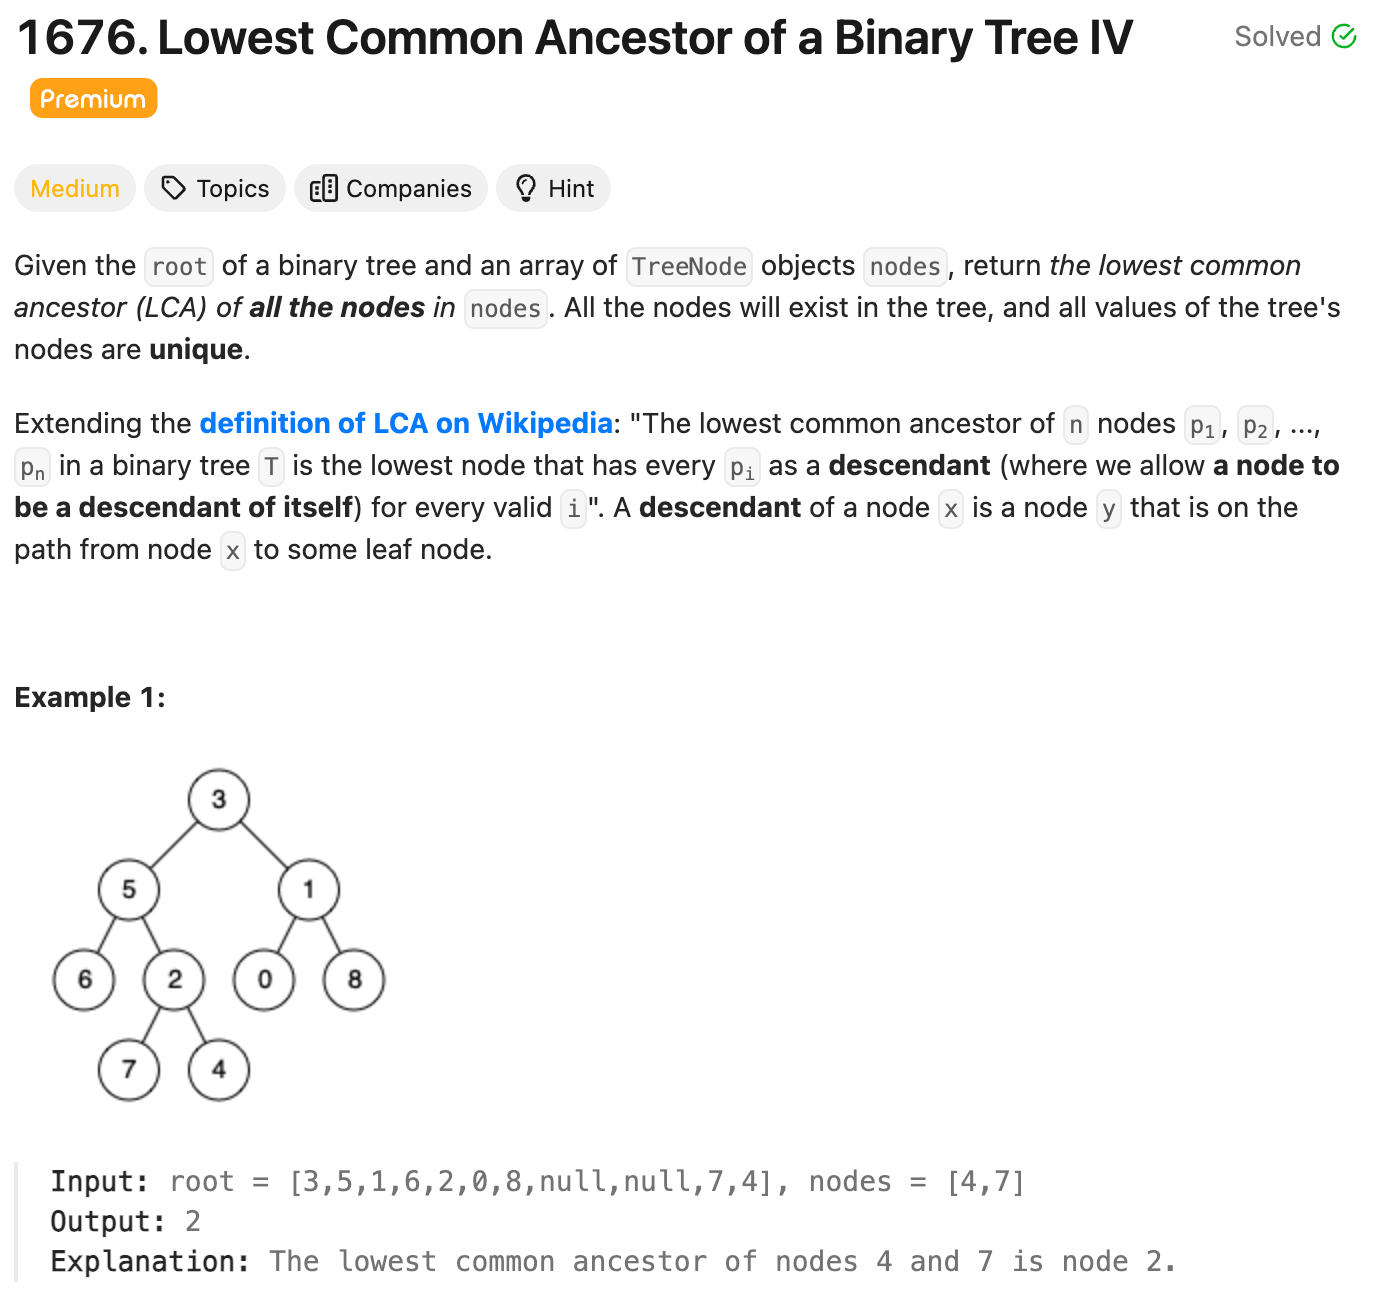 1676. Lowest Common Ancestor of a Binary Tree IV
Solved
Premium
Medium
Topics
Companies
Hint
Given the root of a binary tree and an array of TreeNode objects nodes, return the lowest common
ancestor (LCA) of all the nodes in nodes. All the nodes will exist in the tree, and all values of the tree's
nodes are unique.
Extending the definition of LCA on Wikipedia: "The lowest common ancestor of n nodes p₁, p₂, ...,
pₙ in a binary tree T is the lowest node that has every pᵢ as a descendant (where we allow a node to
be a descendant of itself) for every valid i". A descendant of a node x is a node y that is on the
path from node x to some leaf node.
Example 1:
3
5 1
6 2 0 8
7 4
Input: root = [3,5,1,6,2,0,8,null,null,7,4], nodes = [4,7]
Output: 2
Explanation: The lowest common ancestor of nodes 4 and 7 is node 2.